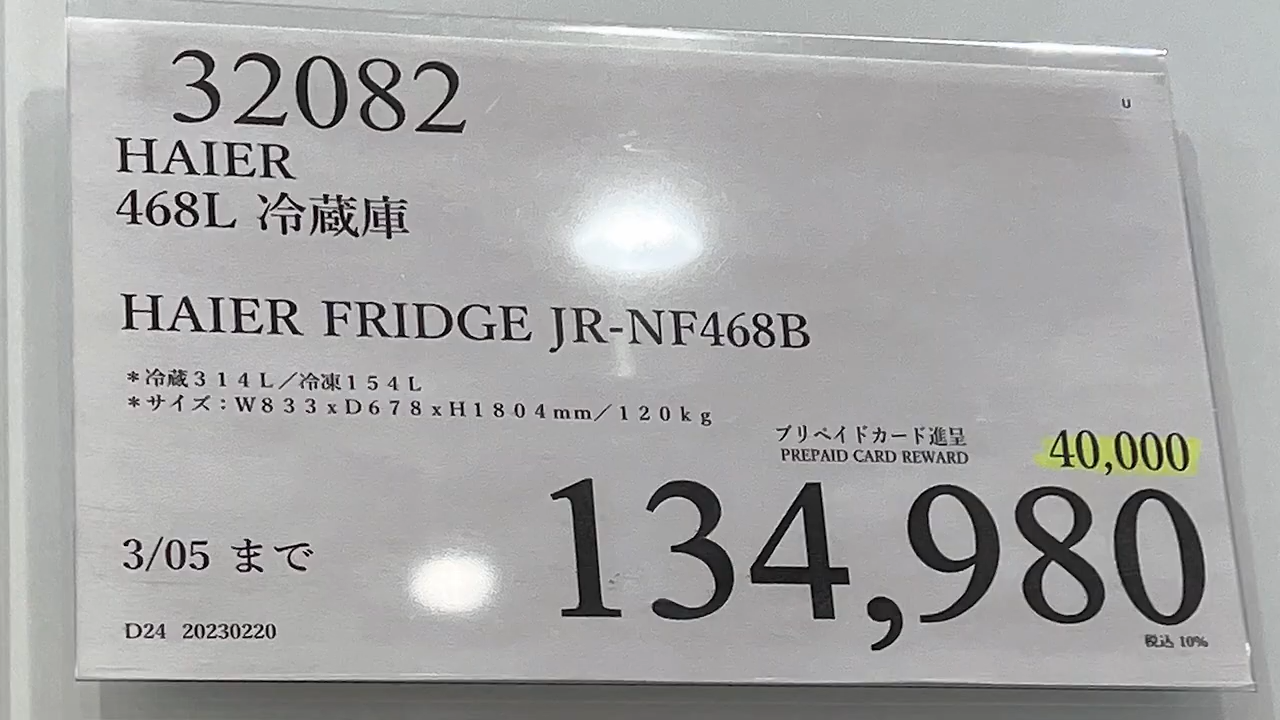 32082
U
HAIER
468L 冷蔵庫
HAIER FRIDGE JR-NF468B
＊冷蔵３１４Ｌ／冷凍１５４Ｌ
＊サイズ：Ｗ８３３ｘＤ６７８ｘＨ１８０４ｍｍ／１２０ｋｇ
プリペイドカード進呈
PREPAID CARD REWARD
40,000
134,980
3/05 まで
D24 20230220
税込 10%